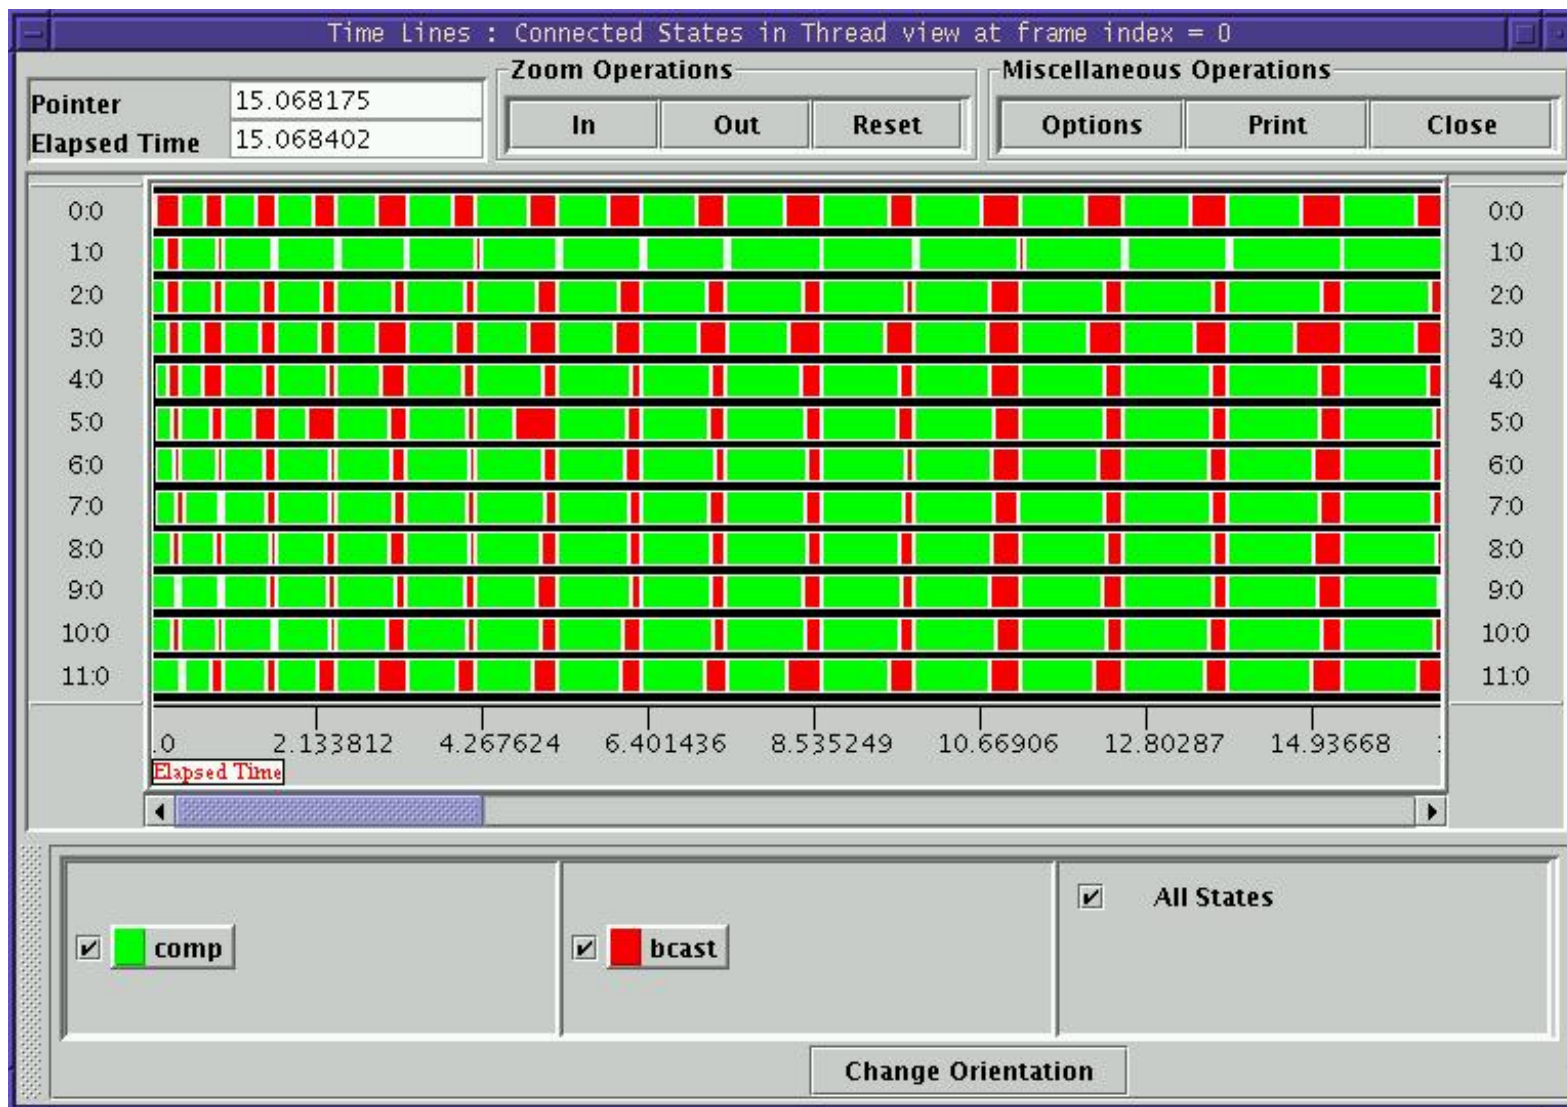 Time Lines : Connected States in Thread view at frame index = 0
Zoom Operations Miscellaneous Operations
Pointer 15.068175
Elapsed Time 15.068402
In Out Reset Options Print Close
0:0 0:0
1:0 1:0
2:0 2:0
3:0 3:0
4:0 4:0
5:0 5:0
6:0 6:0
7:0 7:0
8:0 8:0
9:0 9:0
10:0 10:0
11:0 11:0
.0 2.133812 4.267624 6.401436 8.535249 10.66906 12.80287 14.93668
Elapsed Time
All States
comp bcast
Change Orientation